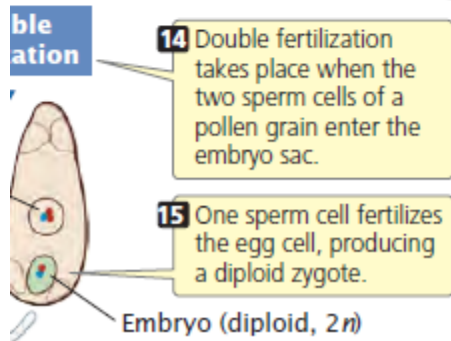 ble
ation
14 Double fertilization
takes place when the
two sperm cells of a
pollen grain enter the
embryo sac.
15 One sperm cell fertilizes
the egg cell, producing
a diploid zygote.
Embryo (diploid, 2n)